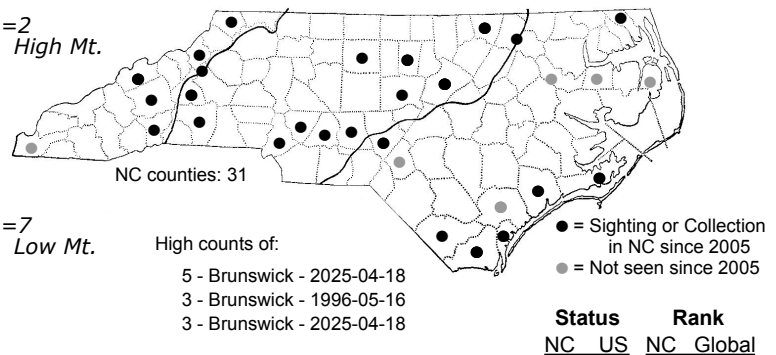 =2
High Mt.
NC counties: 31
=7
Low Mt.
High counts of:
5 - Brunswick - 2025-04-18
3 - Brunswick - 1996-05-16
3 - Brunswick - 2025-04-18
● = Sighting or Collection
in NC since 2005
● = Not seen since 2005
Status Rank
NC US NC Global